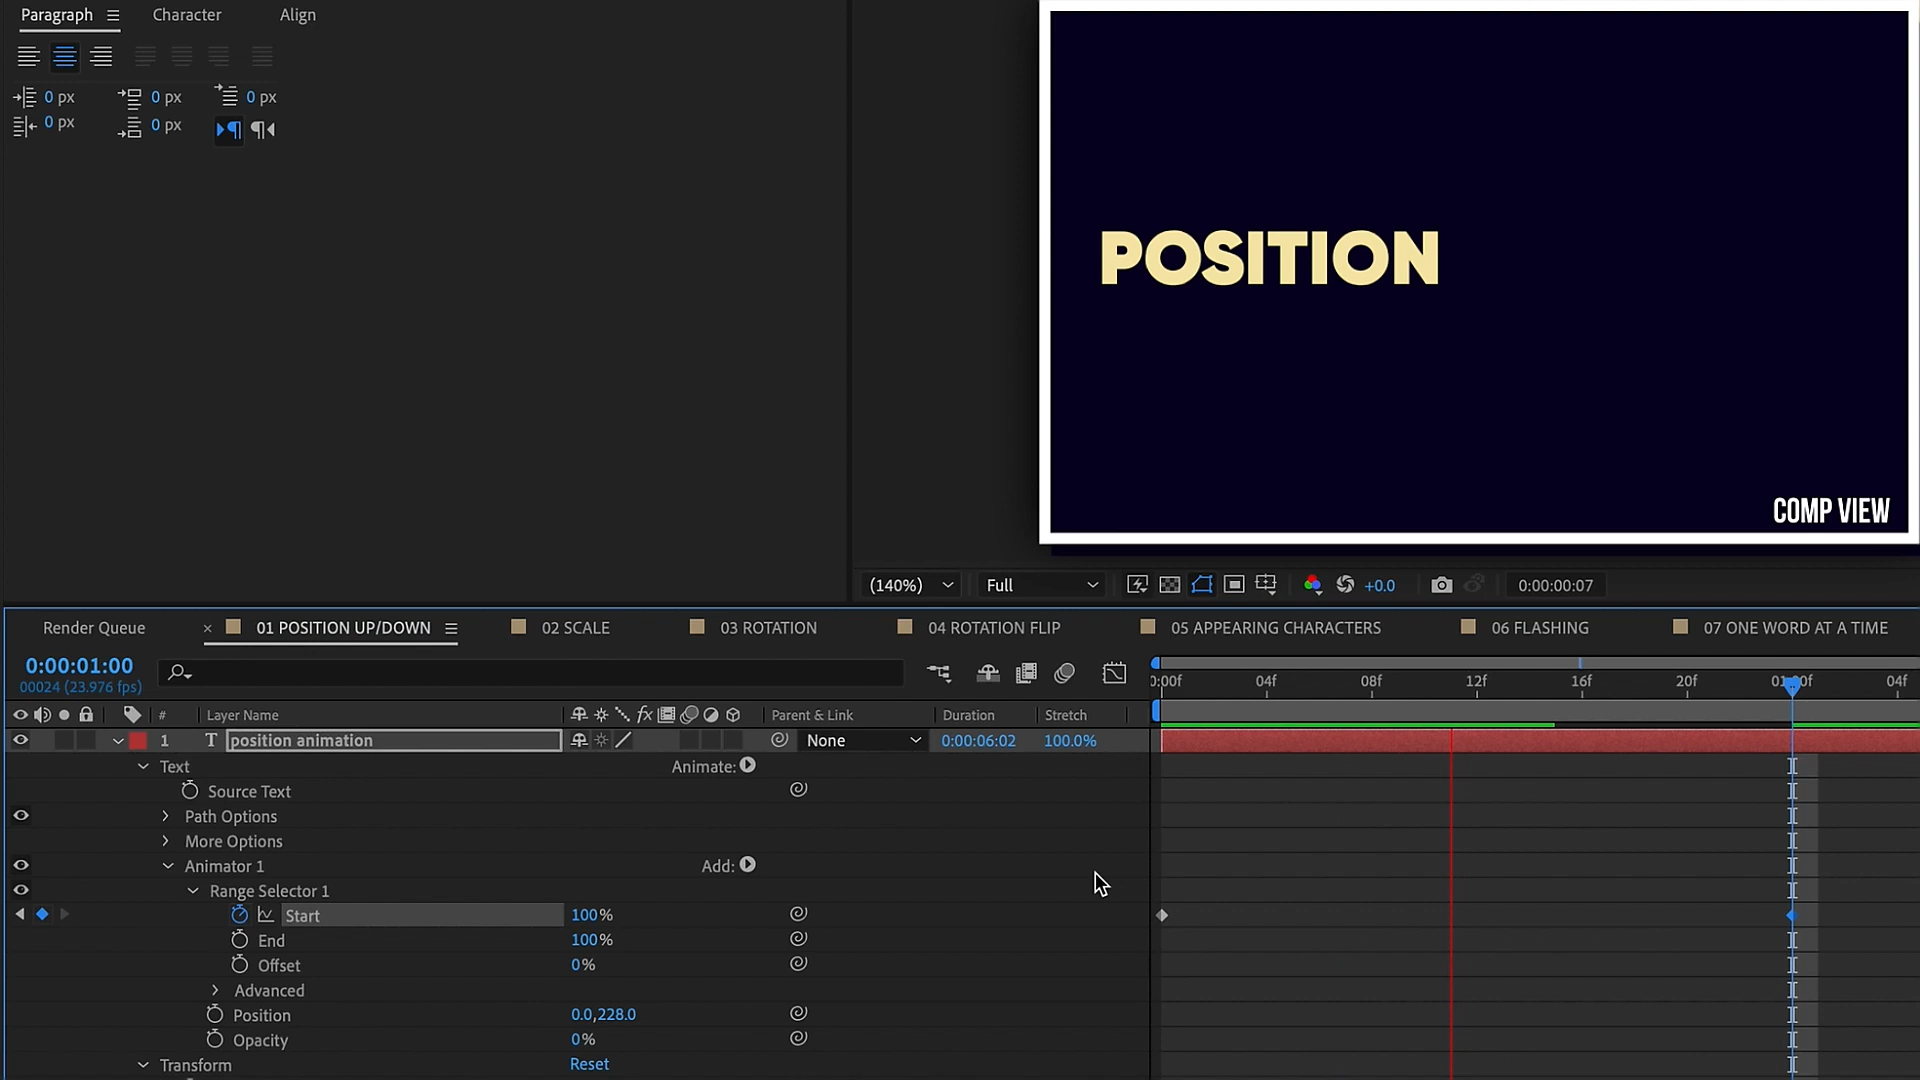 Paragraph Character Align
0 px 0 px 0 px
0 px 0 px
POSITION
COMP VIEW
(140%) Full +0.0 0:00:00:07
Render Queue × 01 POSITION UP/DOWN 02 SCALE 03 ROTATION 04 ROTATION FLIP 05 APPEARING CHARACTERS 06 FLASHING 07 ONE WORD AT A TIME
0:00:01:00
00024 (23.976 fps)
04f 08f 12f 16f 20f 04f
# Layer Name fx Parent & Link Duration Stretch
1 T position animation None 0:00:06:02 100.0%
Text Animate:
Source Text
Path Options
More Options
Animator 1 Add:
Range Selector 1
Start 100%
End 100%
Offset 0%
Advanced
Position 0.0,228.0
Opacity 0%
Transform Reset